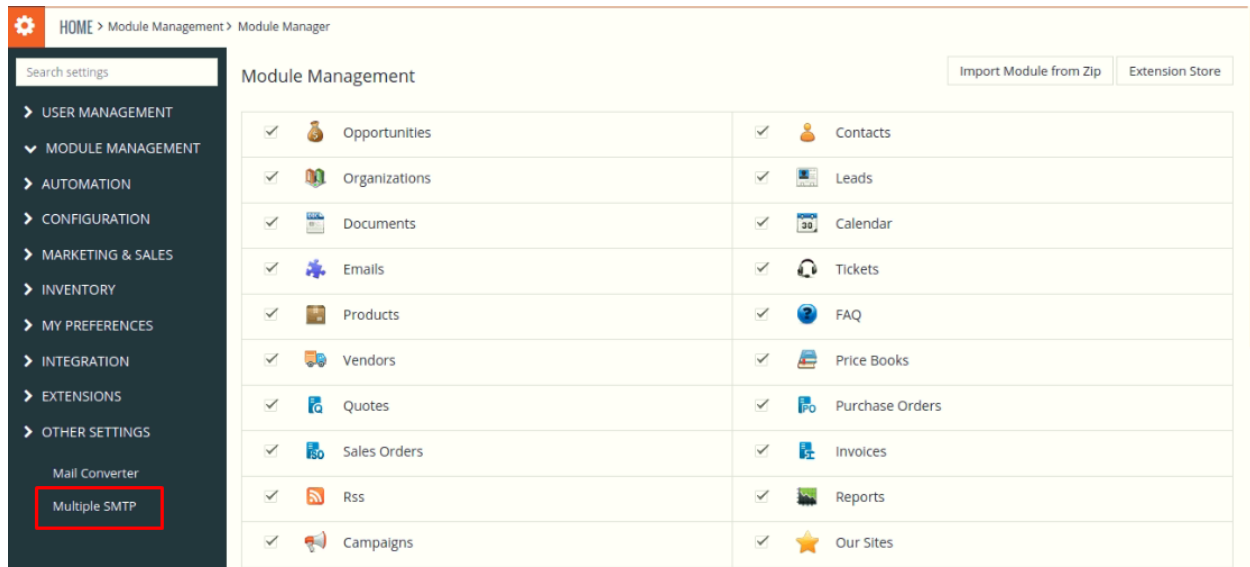 HOME > Module Management > Module Manager
Search settings
USER MANAGEMENT
MODULE MANAGEMENT
AUTOMATION
CONFIGURATION
MARKETING & SALES
INVENTORY
MY PREFERENCES
INTEGRATION
EXTENSIONS
OTHER SETTINGS
Mail Converter
Multiple SMTP
Module Management
Import Module from Zip
Extension Store
Opportunities
Contacts
Organizations
Leads
Documents
Calendar
Emails
Tickets
Products
FAQ
Vendors
Price Books
Quotes
Purchase Orders
Sales Orders
Invoices
Rss
Reports
Campaigns
Our Sites